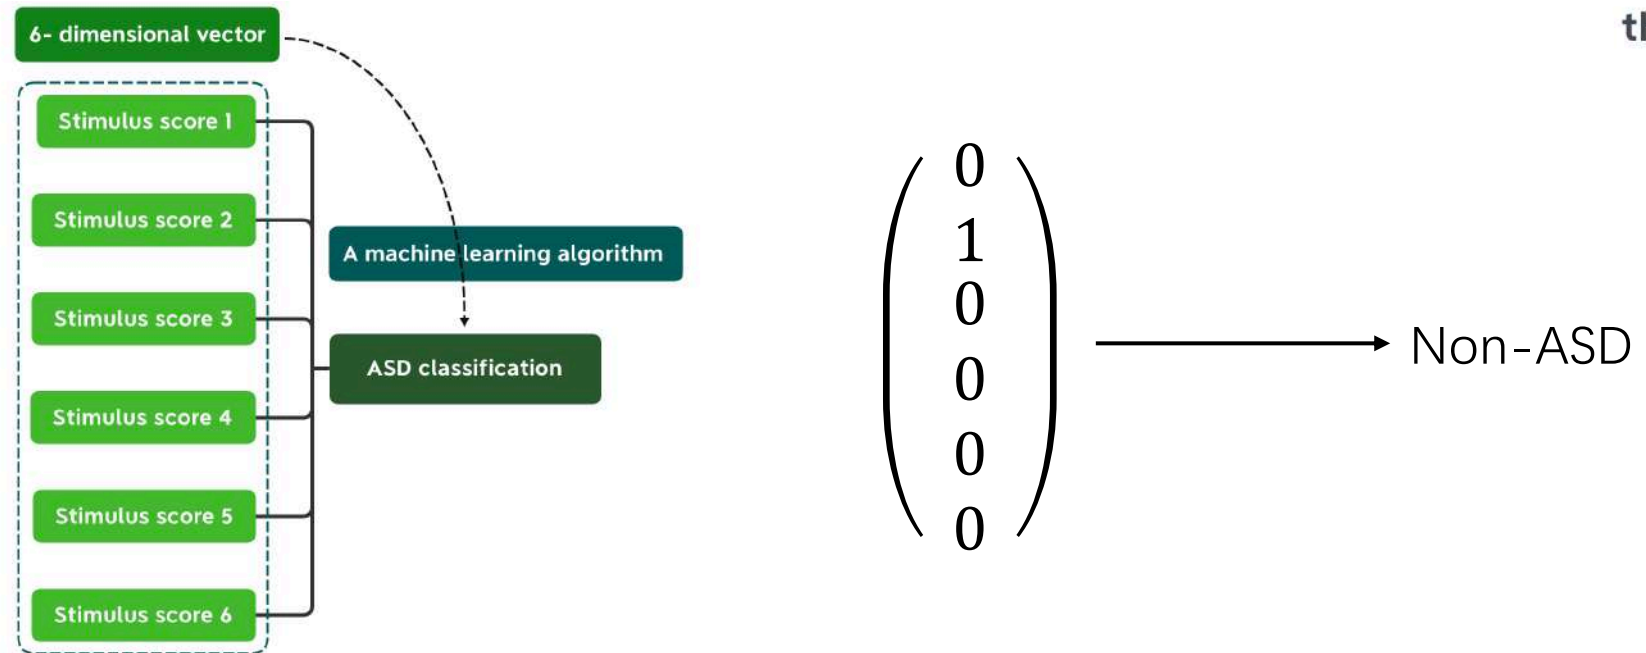 6- dimensional vector
Stimulus score 1
Stimulus score 2
Stimulus score 3
Stimulus score 4
Stimulus score 5
Stimulus score 6
A machine learning algorithm
ASD classification
0
1
0
0
0
0
Non-ASD